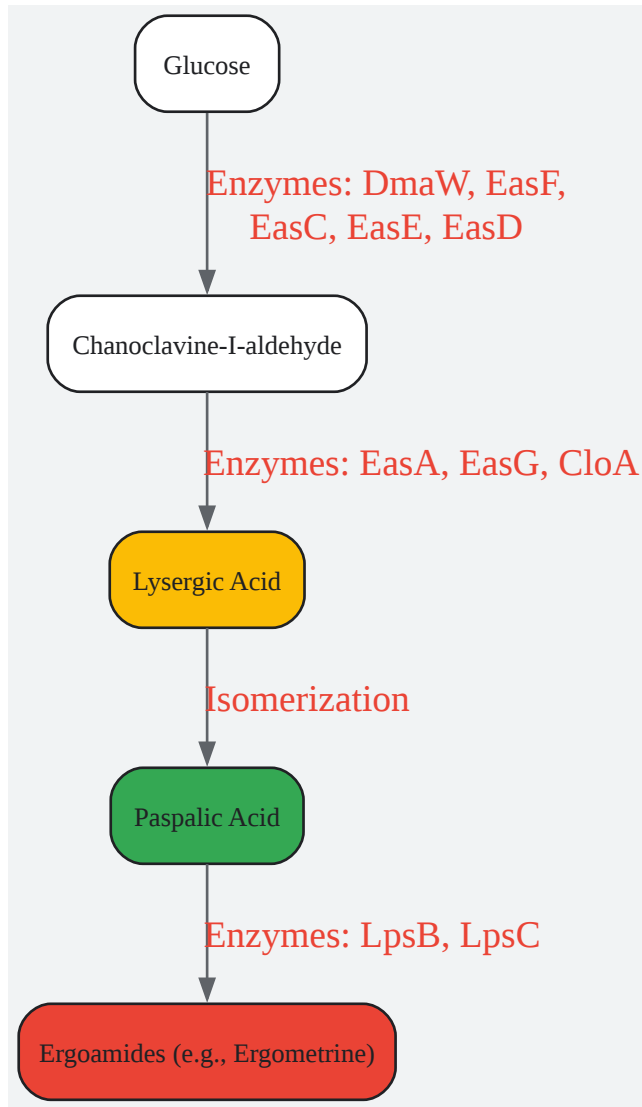 Glucose
Enzymes: DmaW, EasF,
EasC, EasE, EasD
Chanoclavine-I-aldehyde
Enzymes: EasA, EasG, CloA
Lysergic Acid
Isomerization
Paspalic Acid
Enzymes: LpsB, LpsC
Ergoamides (e.g., Ergometrine)